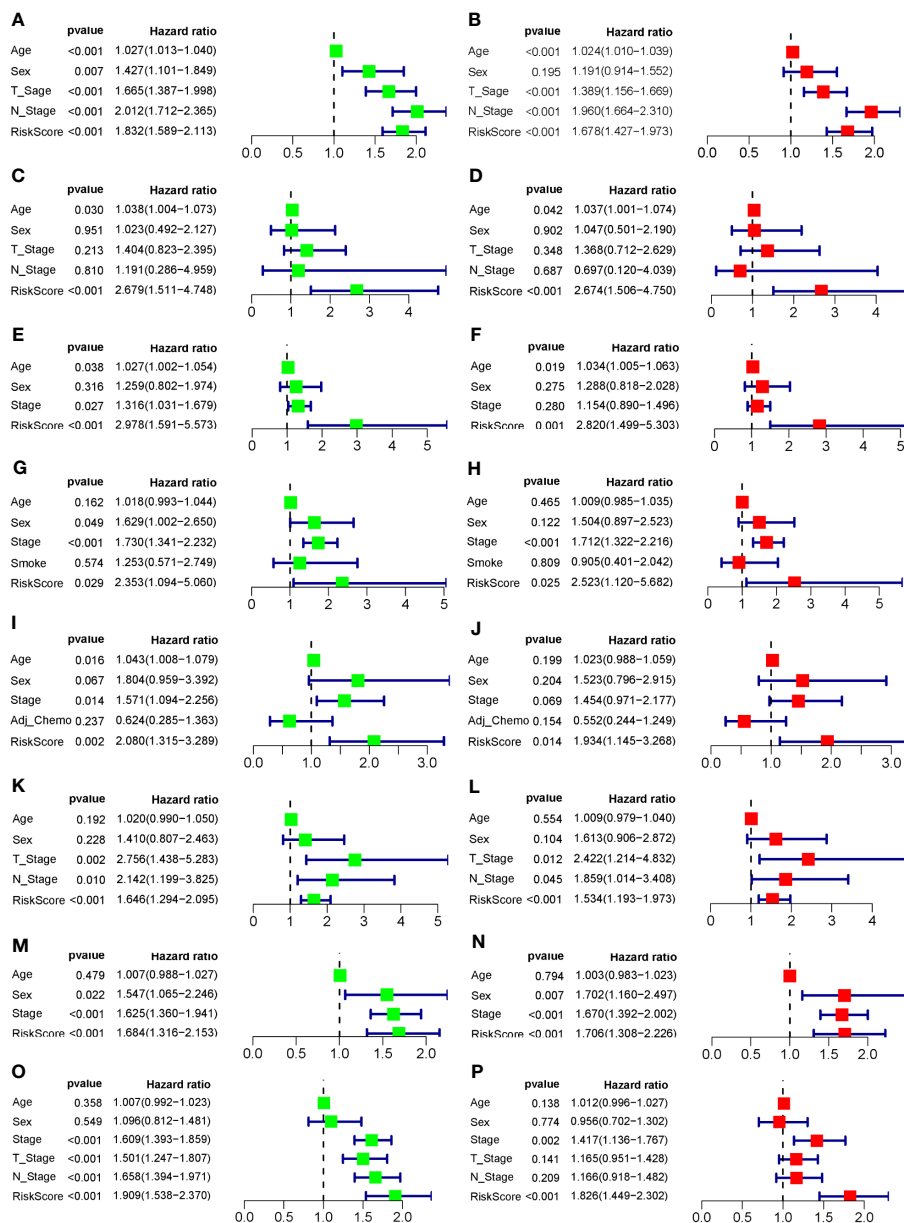 A
pvalue Hazard ratio
Age <0.001 1.027(1.013−1.040)
Sex 0.007 1.427(1.101−1.849)
T_Sage <0.001 1.665(1.387−1.998)
N_Stage <0.001 2.012(1.712−2.365)
RiskScore <0.001 1.832(1.589−2.113)
0.0 0.5 1.0 1.5 2.0
B
pvalue Hazard ratio
Age <0.001 1.024(1.010−1.039)
Sex 0.195 1.191(0.914−1.552)
T_Sage <0.001 1.389(1.156−1.669)
N_Stage <0.001 1.960(1.664−2.310)
RiskScore <0.001 1.678(1.427−1.973)
0.0 0.5 1.0 1.5 2.0
C
pvalue Hazard ratio
Age 0.030 1.038(1.004−1.073)
Sex 0.951 1.023(0.492−2.127)
T_Stage 0.213 1.404(0.823−2.395)
N_Stage 0.810 1.191(0.286−4.959)
RiskScore <0.001 2.679(1.511−4.748)
0 1 2 3 4
D
pvalue Hazard ratio
Age 0.042 1.037(1.001−1.074)
Sex 0.902 1.047(0.501−2.190)
T_Stage 0.348 1.368(0.712−2.629)
N_Stage 0.687 0.697(0.120−4.039)
RiskScore <0.001 2.674(1.506−4.750)
0 1 2 3 4
E
pvalue Hazard ratio
Age 0.038 1.027(1.002−1.054)
Sex 0.316 1.259(0.802−1.974)
Stage 0.027 1.316(1.031−1.679)
RiskScore <0.001 2.978(1.591−5.573)
0 1 2 3 4 5
F
pvalue Hazard ratio
Age 0.019 1.034(1.005−1.063)
Sex 0.275 1.288(0.818−2.028)
Stage 0.280 1.154(0.890−1.496)
RiskScore 0.001 2.820(1.499−5.303)
0 1 2 3 4 5
G
pvalue Hazard ratio
Age 0.162 1.018(0.993−1.044)
Sex 0.049 1.629(1.002−2.650)
Stage <0.001 1.730(1.341−2.232)
Smoke 0.574 1.253(0.571−2.749)
RiskScore 0.029 2.353(1.094−5.060)
0 1 2 3 4 5
H
pvalue Hazard ratio
Age 0.465 1.009(0.985−1.035)
Sex 0.122 1.504(0.897−2.523)
Stage <0.001 1.712(1.322−2.216)
Smoke 0.809 0.905(0.401−2.042)
RiskScore 0.025 2.523(1.120−5.682)
0 1 2 3 4 5
I
pvalue Hazard ratio
Age 0.016 1.043(1.008−1.079)
Sex 0.067 1.804(0.959−3.392)
Stage 0.014 1.571(1.094−2.256)
Adj_Chemo 0.237 0.624(0.285−1.363)
RiskScore 0.002 2.080(1.315−3.289)
0.0 1.0 2.0 3.0
J
pvalue Hazard ratio
Age 0.199 1.023(0.988−1.059)
Sex 0.204 1.523(0.796−2.915)
Stage 0.069 1.454(0.971−2.177)
Adj_Chemo 0.154 0.552(0.244−1.249)
RiskScore 0.014 1.934(1.145−3.268)
0.0 1.0 2.0 3.0
K
pvalue Hazard ratio
Age 0.192 1.020(0.990−1.050)
Sex 0.228 1.410(0.807−2.463)
T_Stage 0.002 2.756(1.438−5.283)
N_Stage 0.010 2.142(1.199−3.825)
RiskScore <0.001 1.646(1.294−2.095)
0 1 2 3 4 5
L
pvalue Hazard ratio
Age 0.554 1.009(0.979−1.040)
Sex 0.104 1.613(0.906−2.872)
T_Stage 0.012 2.422(1.214−4.832)
N_Stage 0.045 1.859(1.014−3.408)
RiskScore <0.001 1.534(1.193−1.973)
0 1 2 3 4
M
pvalue Hazard ratio
Age 0.479 1.007(0.988−1.027)
Sex 0.022 1.547(1.065−2.246)
Stage <0.001 1.625(1.360−1.941)
RiskScore <0.001 1.684(1.316−2.153)
0.0 0.5 1.0 1.5 2.0
N
pvalue Hazard ratio
Age 0.794 1.003(0.983−1.023)
Sex 0.007 1.702(1.160−2.497)
Stage <0.001 1.670(1.392−2.002)
RiskScore <0.001 1.706(1.308−2.226)
0.0 0.5 1.0 1.5 2.0
O
pvalue Hazard ratio
Age 0.358 1.007(0.992−1.023)
Sex 0.549 1.096(0.812−1.481)
Stage <0.001 1.609(1.393−1.859)
T_Stage <0.001 1.501(1.247−1.807)
N_Stage <0.001 1.658(1.394−1.971)
RiskScore <0.001 1.909(1.538−2.370)
0.0 0.5 1.0 1.5 2.0
P
pvalue Hazard ratio
Age 0.138 1.012(0.996−1.027)
Sex 0.774 0.956(0.702−1.302)
Stage 0.002 1.417(1.136−1.767)
T_Stage 0.141 1.165(0.951−1.428)
N_Stage 0.209 1.166(0.918−1.482)
RiskScore <0.001 1.826(1.449−2.302)
0.0 0.5 1.0 1.5 2.0